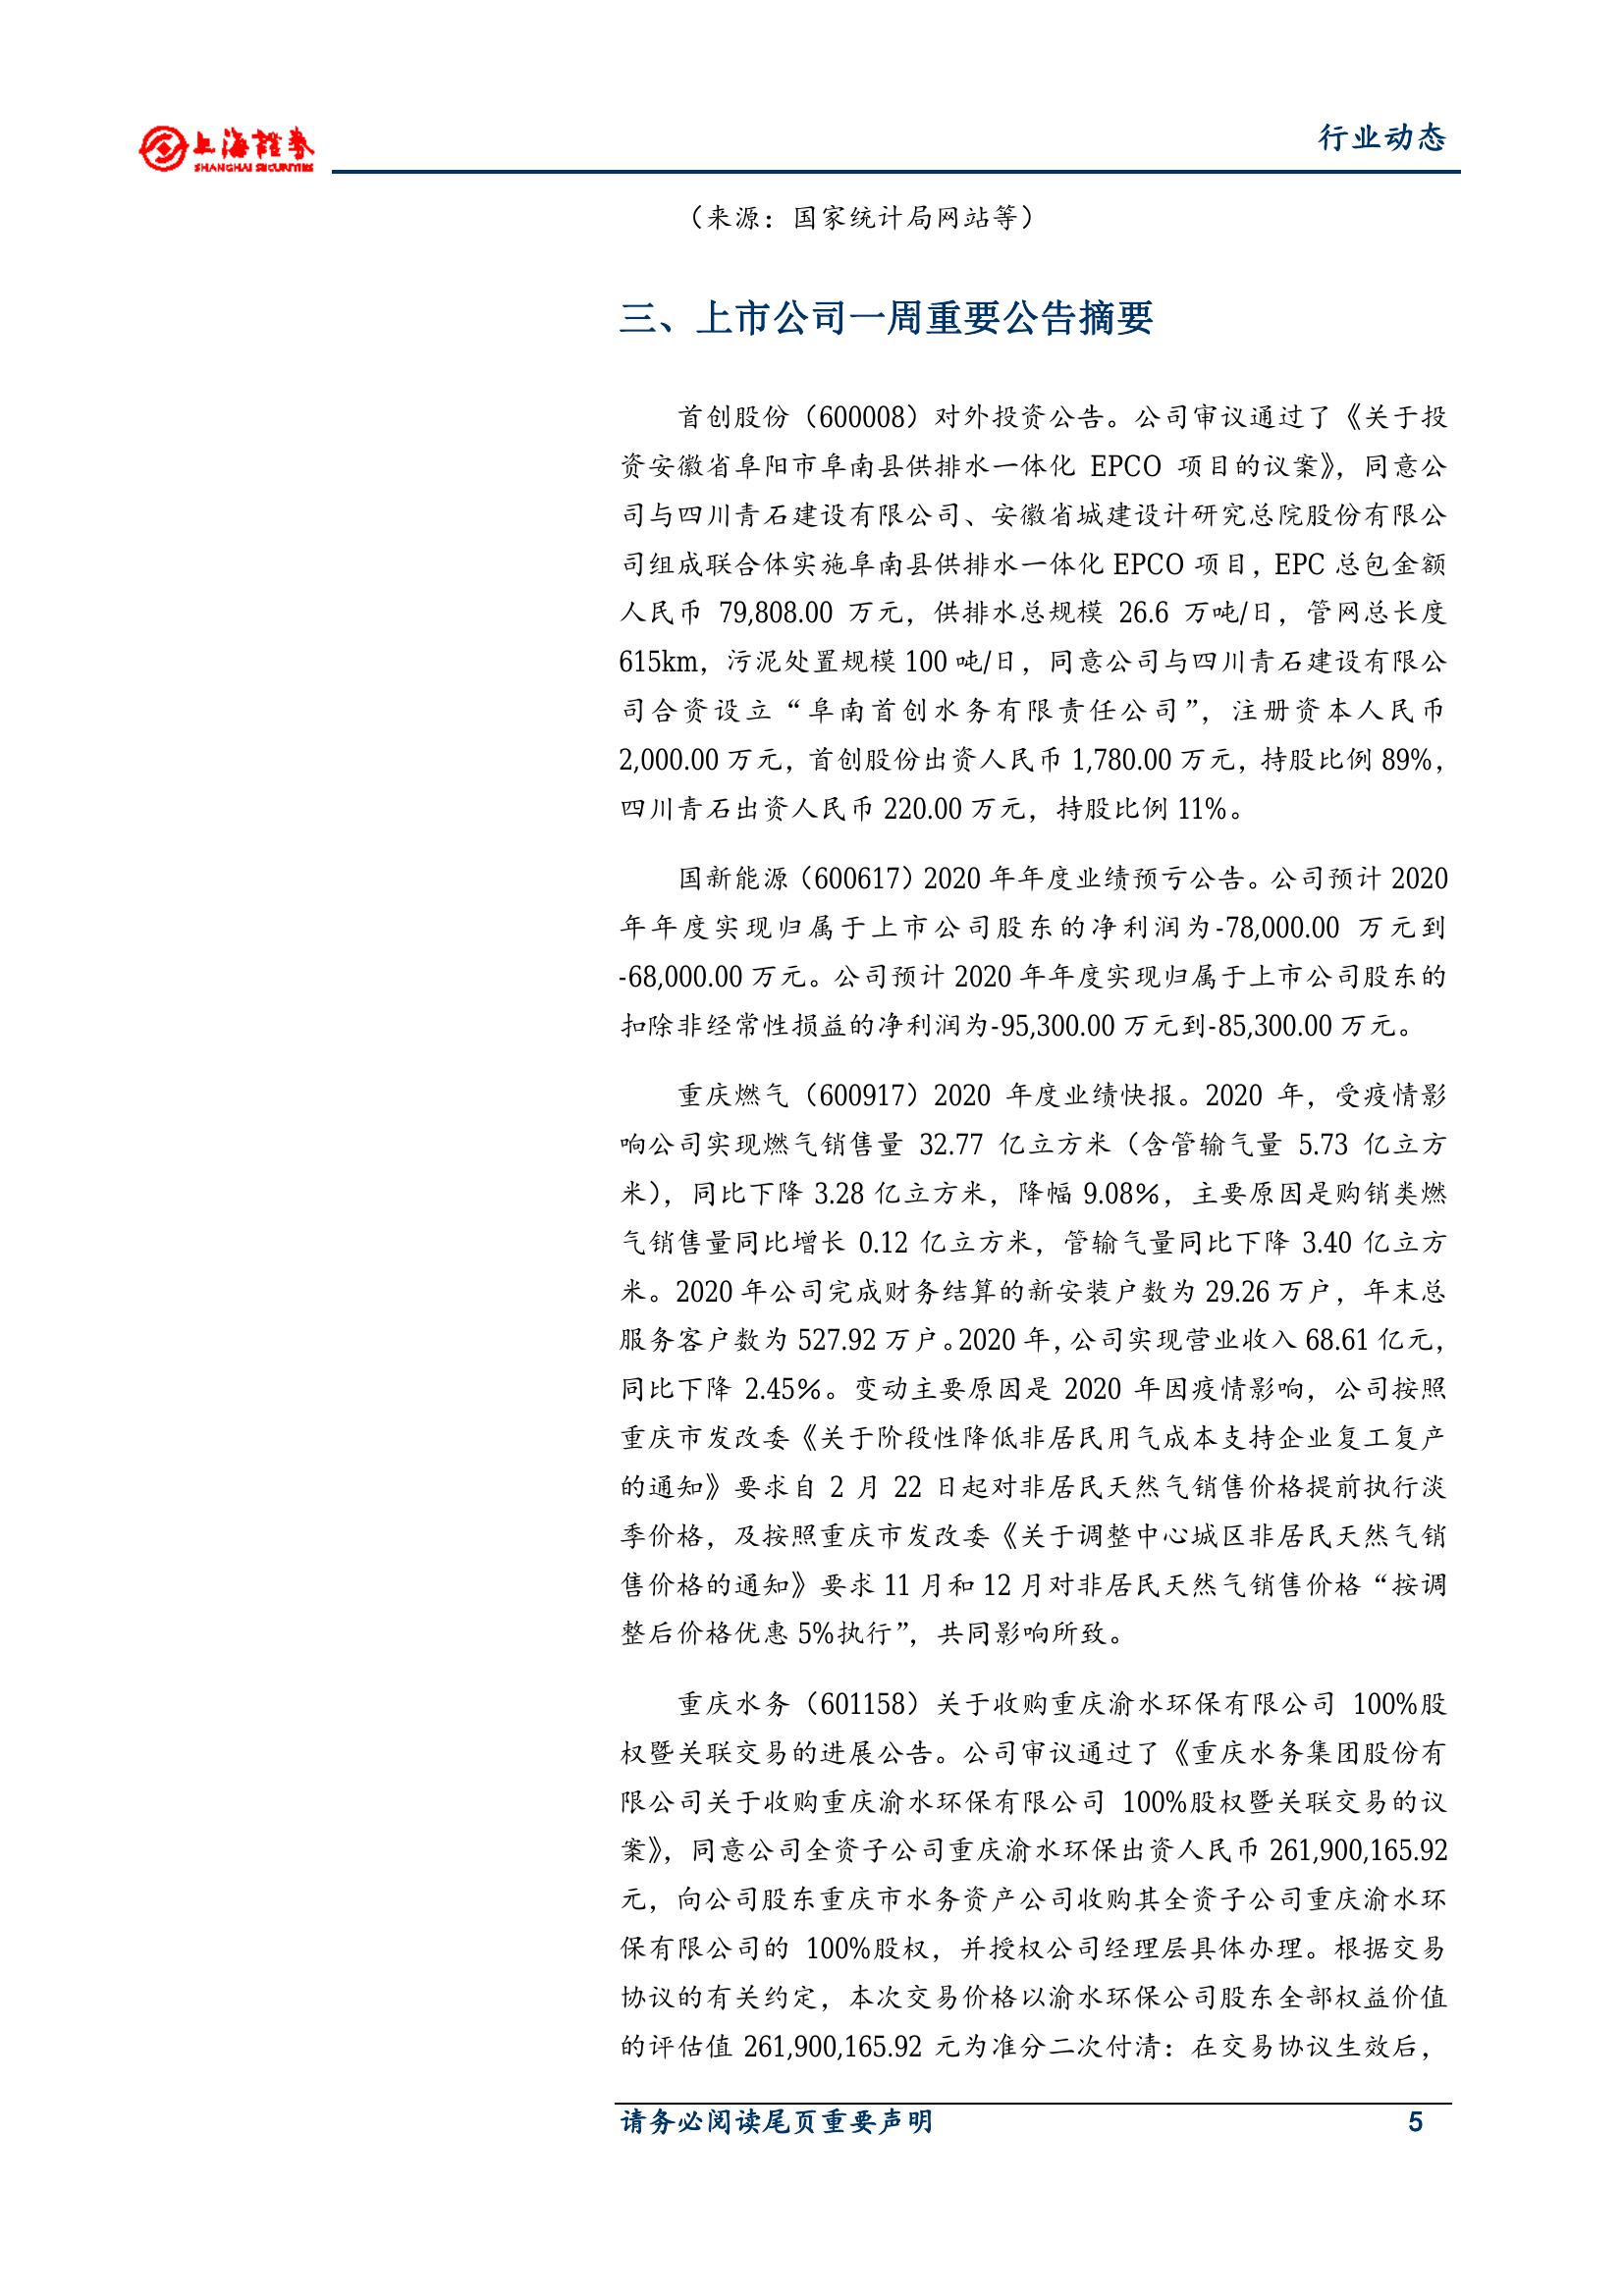 上海證券
SHANGHAI SECURITIES
行业动态
（来源：国家统计局网站等）
三、上市公司一周重要公告摘要
首创股份（600008）对外投资公告。公司审议通过了《关于投
资安徽省阜阳市阜南县供排水一体化 EPCO 项目的议案》，同意公
司与四川青石建设有限公司、安徽省城建设计研究总院股份有限公
司组成联合体实施阜南县供排水一体化 EPCO 项目，EPC 总包金额
人民币 79,808.00 万元，供排水总规模 26.6 万吨/日，管网总长度
615km，污泥处置规模 100 吨/日，同意公司与四川青石建设有限公
司合资设立“阜南首创水务有限责任公司”，注册资本人民币
2,000.00 万元，首创股份出资人民币 1,780.00 万元，持股比例 89%，
四川青石出资人民币 220.00 万元，持股比例 11%。
国新能源（600617）2020 年年度业绩预亏公告。公司预计 2020
年年度实现归属于上市公司股东的净利润为-78,000.00 万元到
-68,000.00 万元。公司预计 2020 年年度实现归属于上市公司股东的
扣除非经常性损益的净利润为-95,300.00 万元到-85,300.00 万元。
重庆燃气（600917）2020 年度业绩快报。2020 年，受疫情影
响公司实现燃气销售量 32.77 亿立方米（含管输气量 5.73 亿立方
米），同比下降 3.28 亿立方米，降幅 9.08%，主要原因是购销类燃
气销售量同比增长 0.12 亿立方米，管输气量同比下降 3.40 亿立方
米。2020 年公司完成财务结算的新安装户数为 29.26 万户，年末总
服务客户数为 527.92 万户。2020 年，公司实现营业收入 68.61 亿元，
同比下降 2.45%。变动主要原因是 2020 年因疫情影响，公司按照
重庆市发改委《关于阶段性降低非居民用气成本支持企业复工复产
的通知》要求自 2 月 22 日起对非居民天然气销售价格提前执行淡
季价格，及按照重庆市发改委《关于调整中心城区非居民天然气销
售价格的通知》要求 11 月和 12 月对非居民天然气销售价格“按调
整后价格优惠 5%执行”，共同影响所致。
重庆水务（601158）关于收购重庆渝水环保有限公司 100%股
权暨关联交易的进展公告。公司审议通过了《重庆水务集团股份有
限公司关于收购重庆渝水环保有限公司 100%股权暨关联交易的议
案》，同意公司全资子公司重庆渝水环保出资人民币 261,900,165.92
元，向公司股东重庆市水务资产公司收购其全资子公司重庆渝水环
保有限公司的 100%股权，并授权公司经理层具体办理。根据交易
协议的有关约定，本次交易价格以渝水环保公司股东全部权益价值
的评估值 261,900,165.92 元为准分二次付清：在交易协议生效后，
请务必阅读尾页重要声明 5